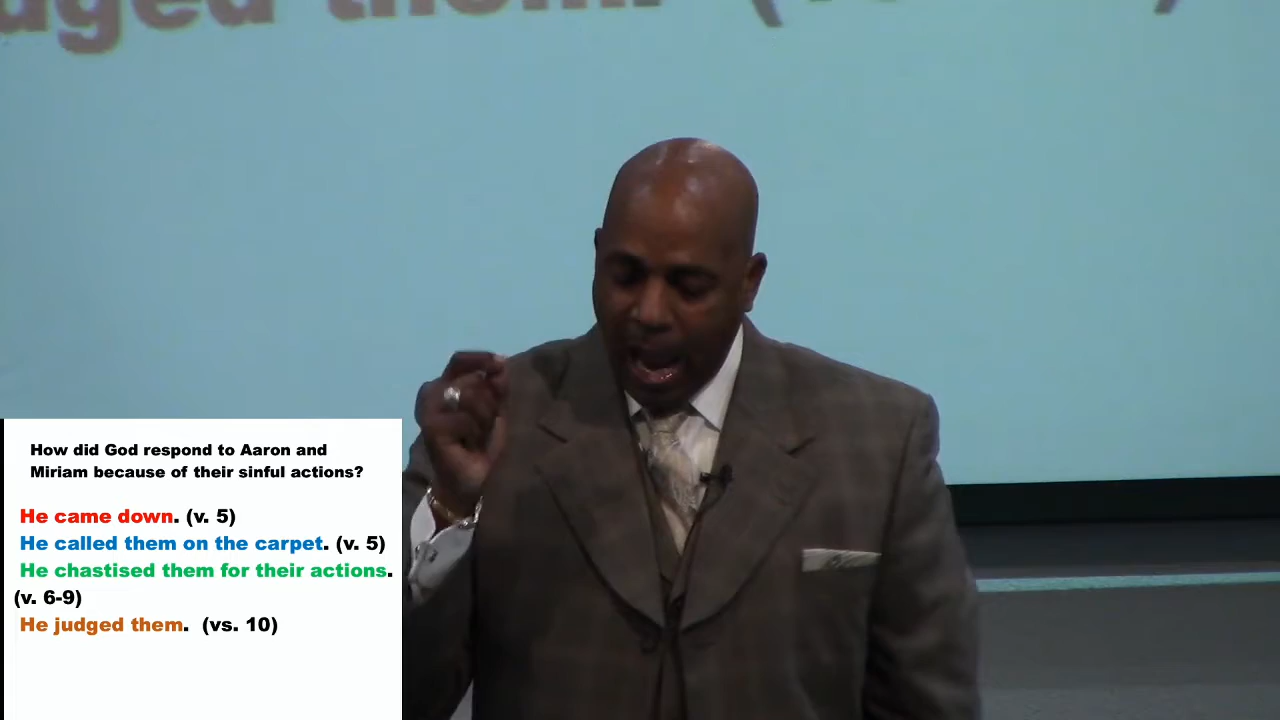 them. (
How did God respond to Aaron and
Miriam because of their sinful actions?
He came down. (v. 5)
He called them on the carpet. (v. 5)
He chastised them for their actions.
(v. 6-9)
He judged them.  (vs. 10)